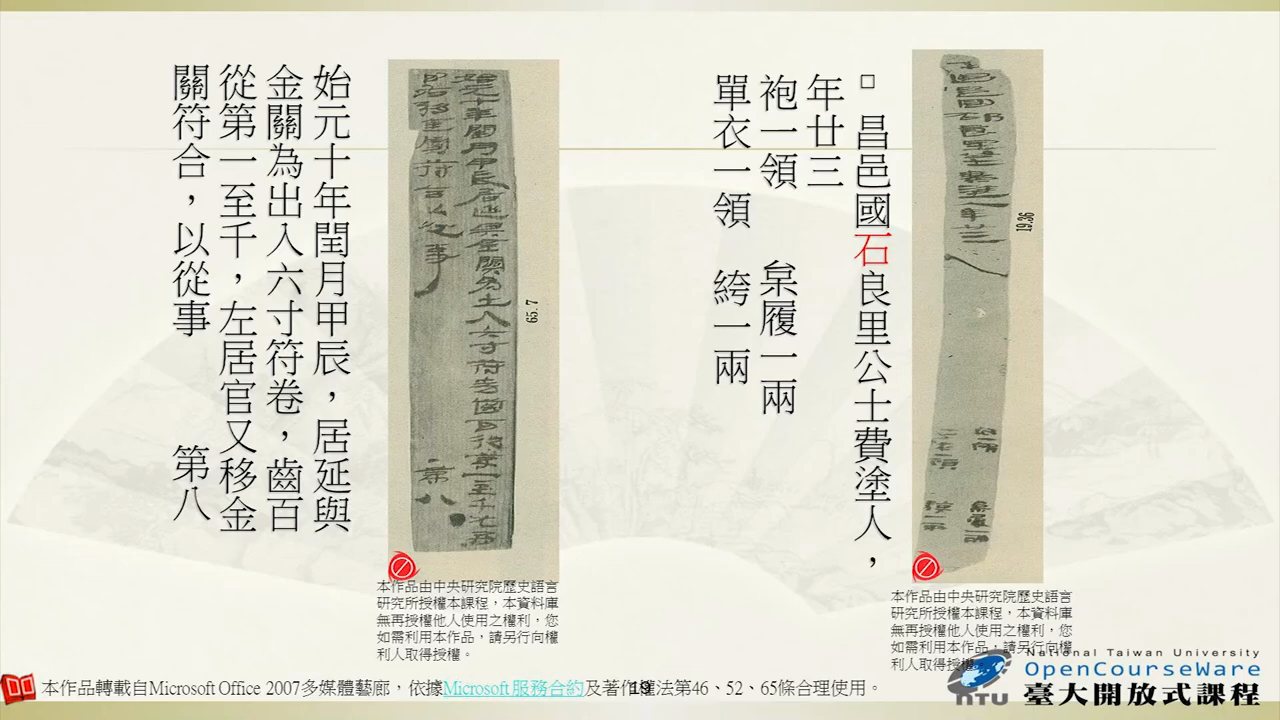 □ 昌邑國石良里公士費塗人，
年廿三
袍一領 枲履一兩
單衣一領 絝一兩
19.36
始元十年閏月甲辰，居延與
金關為出入六寸符卷，齒百
從第一至千，左居官又移金
關符合，以從事 第八
65.7
本作品由中央研究院歷史語言
研究所授權本課程，本資料庫
無再授權他人使用之權利，您
如需利用本作品，請另行向權
利人取得授權。
本作品由中央研究院歷史語言
研究所授權本課程，本資料庫
無再授權他人使用之權利，您
如需利用本作品，請另行向權
利人取得授權。
本作品轉載自Microsoft Office 2007多媒體藝廊，依據Microsoft服務合約及著作權法第46、52、65條合理使用。
19
NTU
National Taiwan University
OpenCourseWare
臺大開放式課程